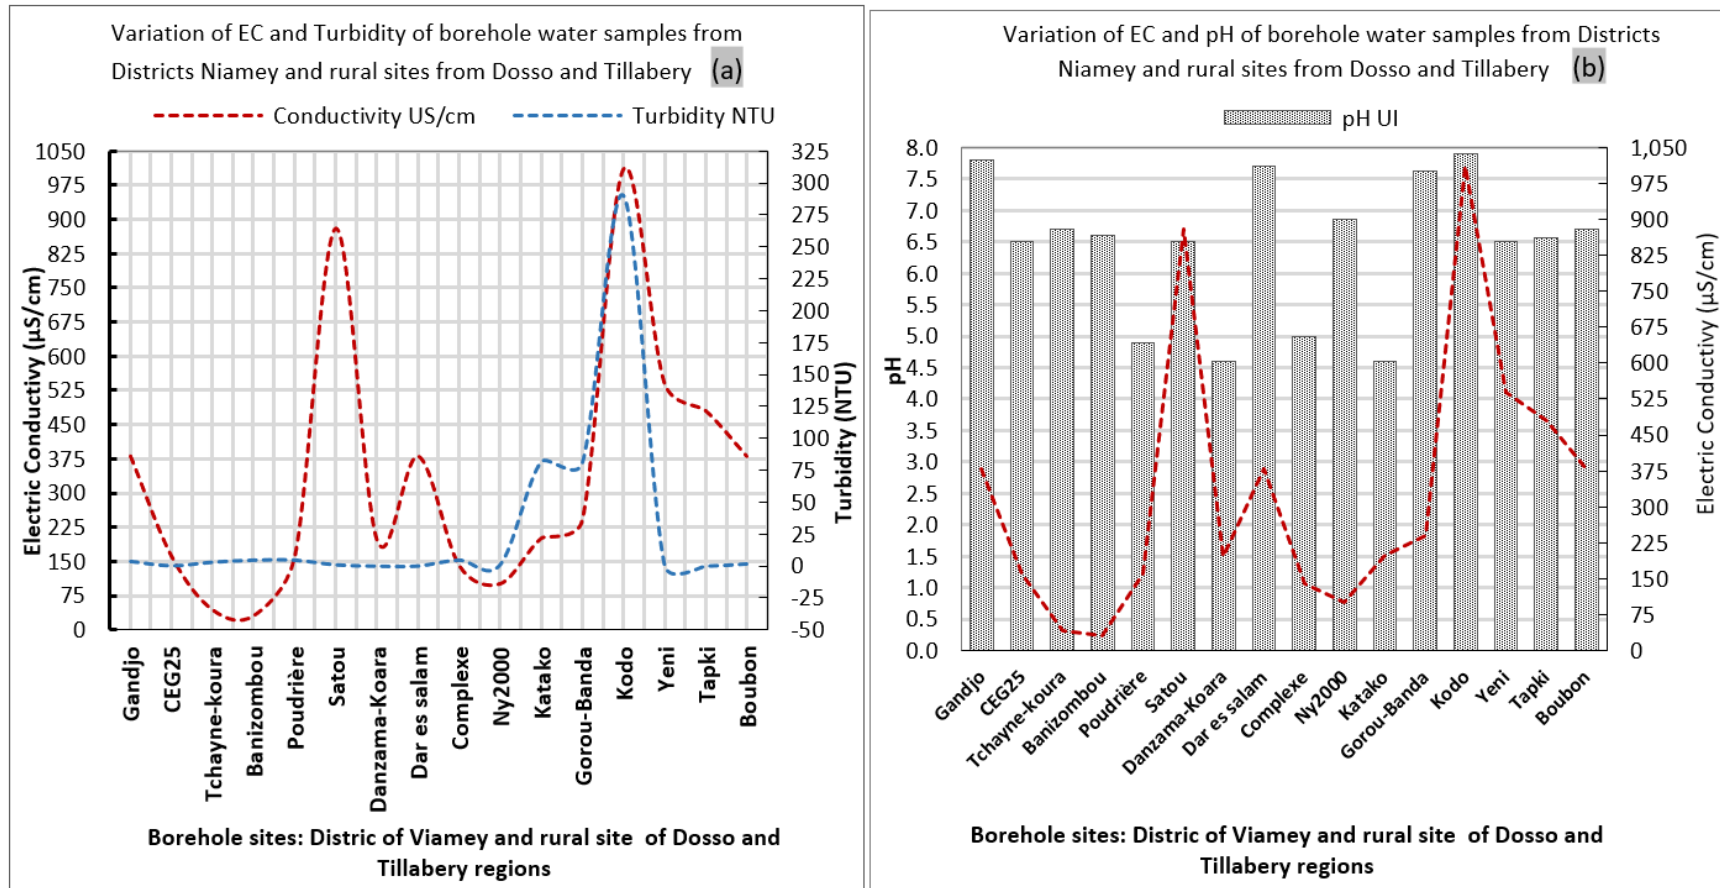 Variation of EC and Turbidity of borehole water samples from
Districts Niamey and rural sites from Dosso and Tillabery (a)
Conductivity US/cm
Turbidity NTU
Electric Conductivy (µS/cm)
1050
975
900
825
750
675
600
525
450
375
300
225
150
75
0
325
300
275
250
225
200
175
150
125
100
75
50
25
0
-25
-50
Turbidity (NTU)
Gandjo
CEG25
Tchayne-koura
Banizombou
Poudrière
Satou
Danzama-Koara
Dar es salam
Complexe
Ny2000
Katako
Gorou-Banda
Kodo
Yeni
Tapki
Boubon
Borehole sites: Distric of Viamey and rural site of Dosso and
Tillabery regions
Variation of EC and pH of borehole water samples from Districts
Niamey and rural sites from Dosso and Tillabery (b)
pH UI
pH
8.0
7.5
7.0
6.5
6.0
5.5
5.0
4.5
4.0
3.5
3.0
2.5
2.0
1.5
1.0
0.5
0.0
1,050
975
900
825
750
675
600
525
450
375
300
225
150
75
0
Electric Conductivy (µS/cm)
Gandjo
CEG25
Tchayne-koura
Banizombou
Poudrière
Satou
Danzama-Koara
Dar es salam
Complexe
Ny2000
Katako
Gorou-Banda
Kodo
Yeni
Tapki
Boubon
Borehole sites: Distric of Viamey and rural site of Dosso and
Tillabery regions